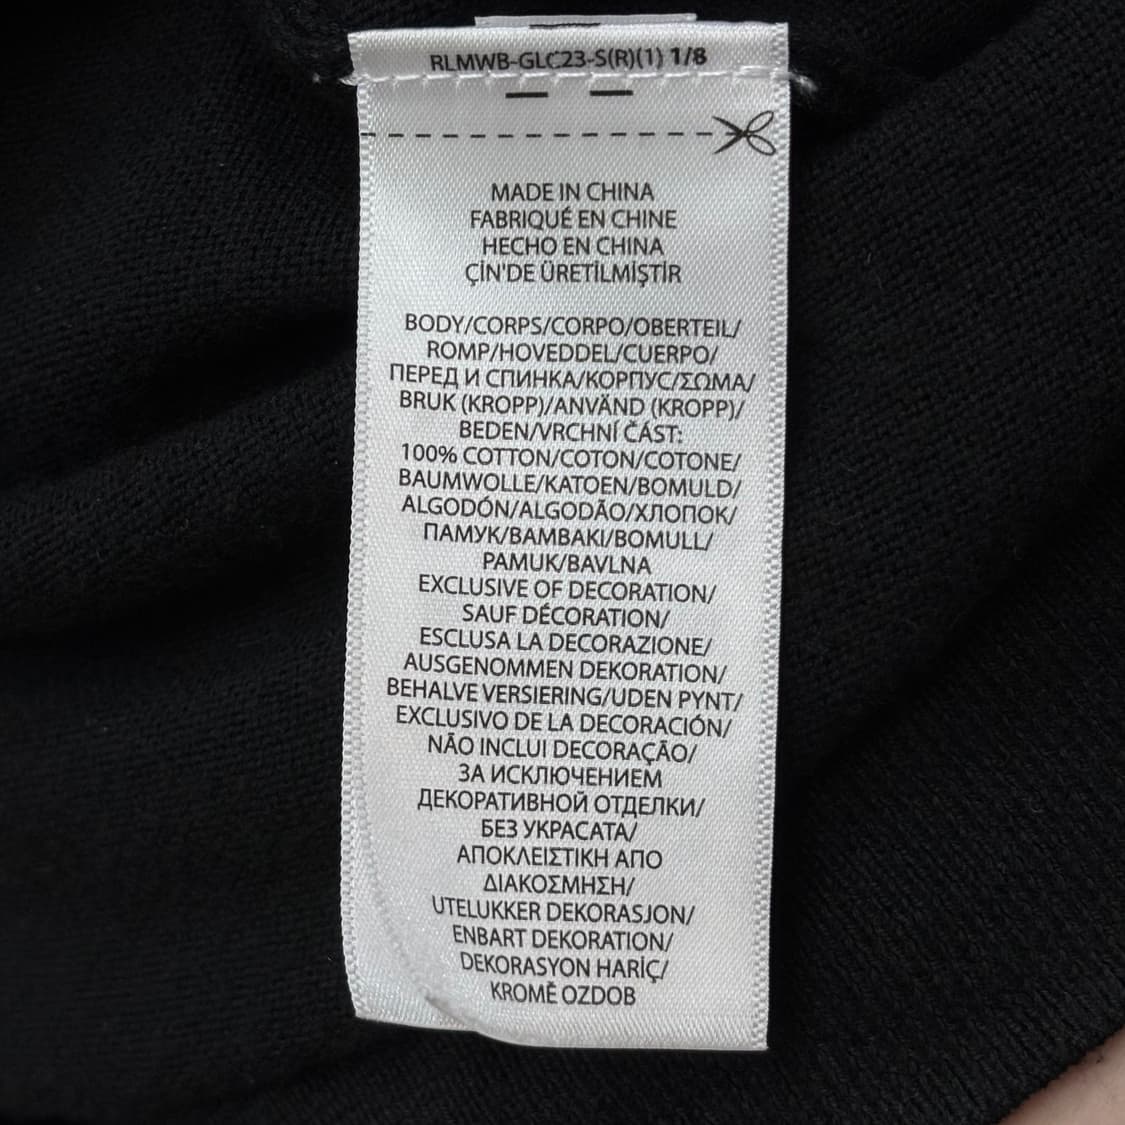 RLMWB-GLC23-S(R)(1) 1/8
MADE IN CHINA
FABRIQUÉ EN CHINE
HECHO EN CHINA
ÇİN'DE ÜRETİLMİŞTİR
BODY/CORPS/CORPO/OBERTEIL/
ROMP/HOVEDDEL/CUERPO/
ПЕРЕД И СПИНКА/КОРПУС/ΣΩΜΑ/
BRUK (KROPP)/ANVÄND (KROPP)/
BEDEN/VRCHNÍ ČÁST:
100% COTTON/COTON/COTONE/
BAUMWOLLE/KATOEN/BOMULD/
ALGODÓN/ALGODÃO/ХЛОПОК/
ПАМУК/ΒΑΜΒΑΚΙ/BOMULL/
PAMUK/BAVLNA
EXCLUSIVE OF DECORATION/
SAUF DÉCORATION/
ESCLUSA LA DECORAZIONE/
AUSGENOMMEN DEKORATION/
BEHALVE VERSIERING/UDEN PYNT/
EXCLUSIVO DE LA DECORACIÓN/
NÃO INCLUI DECORAÇÃO/
ЗА ИСКЛЮЧЕНИЕМ
ДЕКОРАТИВНОЙ ОТДЕЛКИ/
БЕЗ УКРАСАТА/
ΑΠΟΚΛΕΙΣΤΙΚΗ ΑΠΟ
ΔΙΑΚΟΣΜΗΣΗ/
UTELUKKER DEKORASJON/
ENBART DEKORATION/
DEKORASYON HARİÇ/
KROMĚ OZDOB